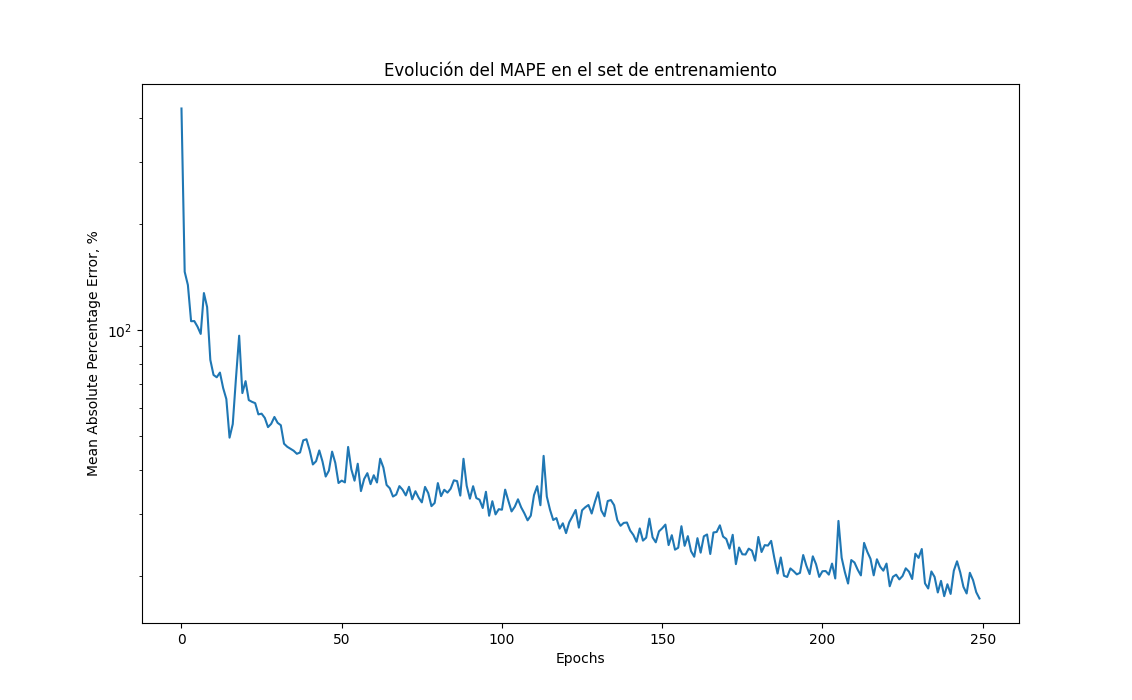 Evolución del MAPE en el set de entrenamiento
Mean Absolute Percentage Error, %
10²
0 50 100 150 200 250
Epochs